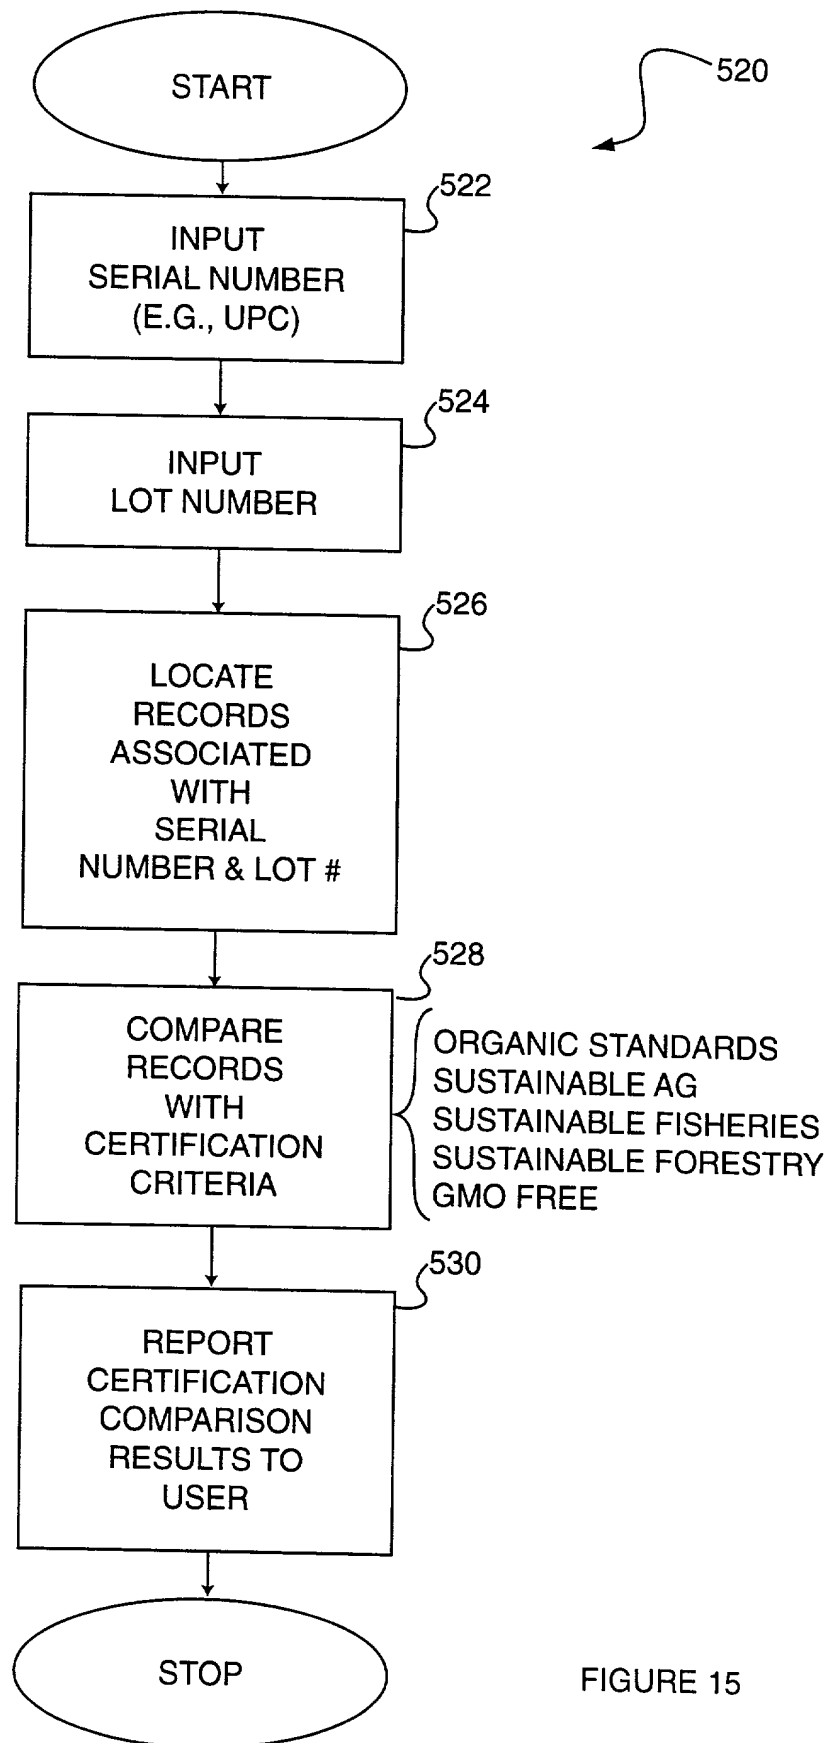 START
520
522
INPUT
SERIAL NUMBER
(E.G., UPC)
524
INPUT
LOT NUMBER
526
LOCATE
RECORDS
ASSOCIATED
WITH
SERIAL
NUMBER & LOT #
528
COMPARE
RECORDS
WITH
CERTIFICATION
CRITERIA
ORGANIC STANDARDS
SUSTAINABLE AG
SUSTAINABLE FISHERIES
SUSTAINABLE FORESTRY
GMO FREE
530
REPORT
CERTIFICATION
COMPARISON
RESULTS TO
USER
STOP
FIGURE 15